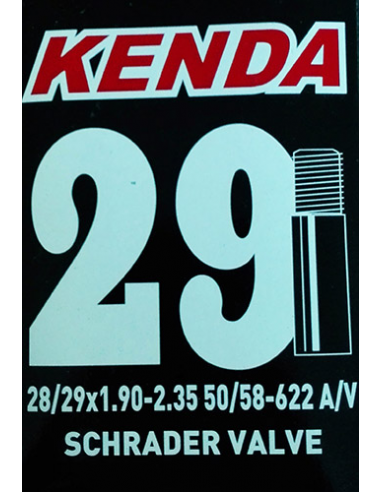 KENDA
29
28/29x1.90-2.35 50/58-622 A/V
SCHRADER VALVE